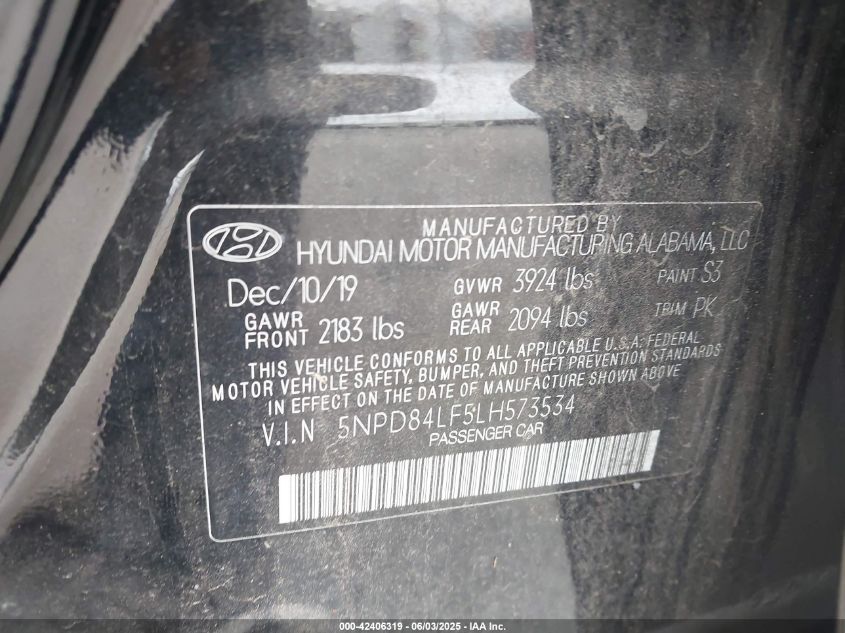 MANUFACTURED BY
HYUNDAI MOTOR MANUFACTURING ALABAMA, LLC
Dec/10/19 GVWR 3924 lbs PAINT S3
GAWR FRONT 2183 lbs GAWR REAR 2094 lbs TRIM PK
THIS VEHICLE CONFORMS TO ALL APPLICABLE U.S.A. FEDERAL
MOTOR VEHICLE SAFETY, BUMPER, AND THEFT PREVENTION STANDARDS
IN EFFECT ON THE DATE OF MANUFACTURE SHOWN ABOVE
V.I.N 5NPD84LF5LH573534
PASSENGER CAR
000-42406319 - 06/03/2025 - IAA Inc.